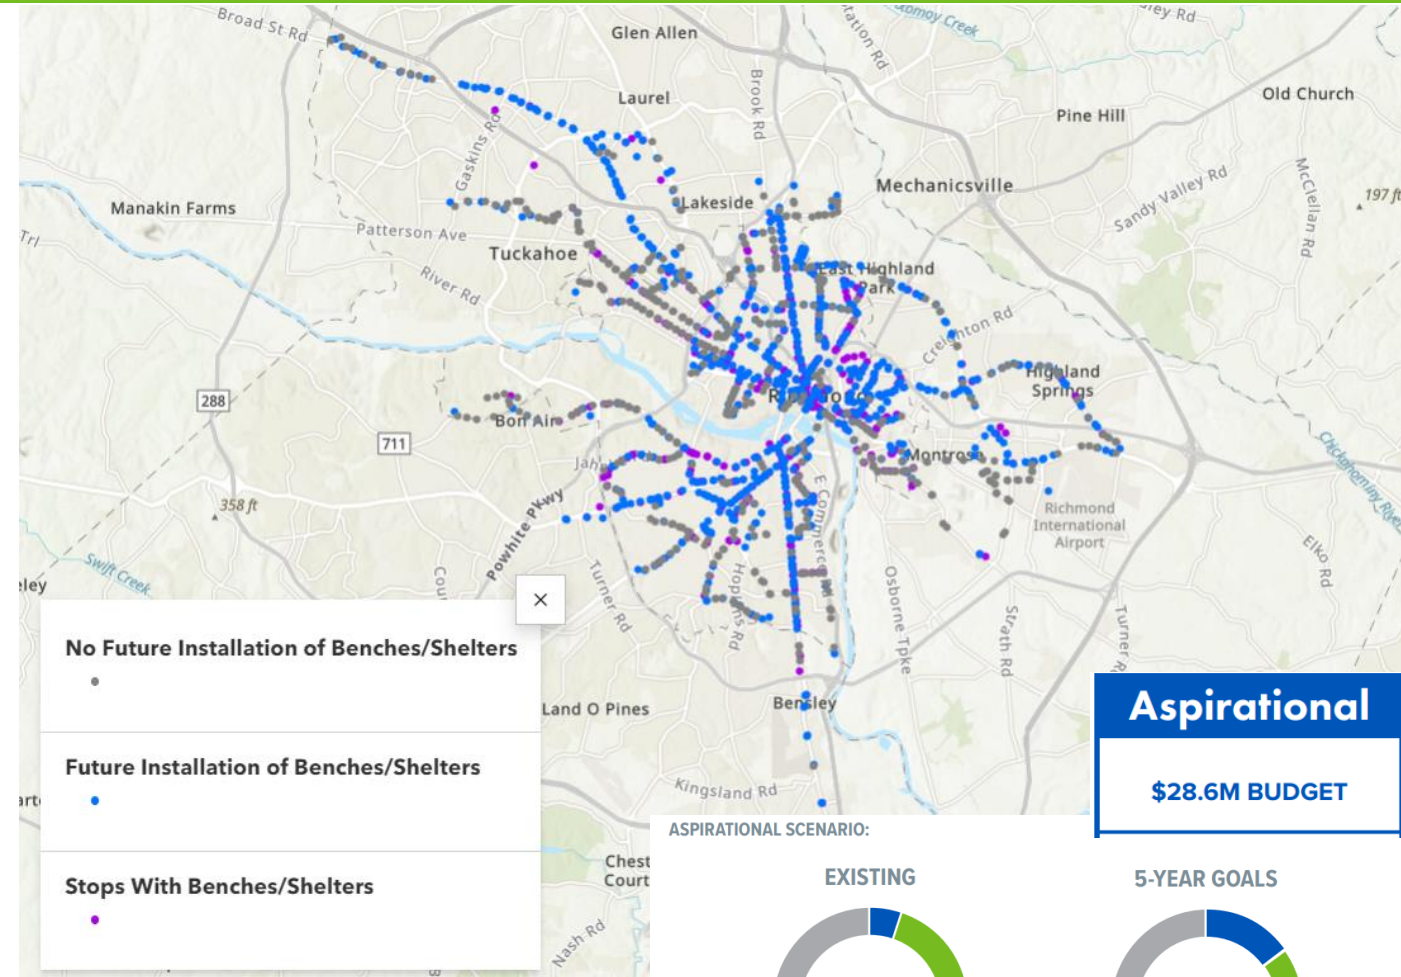 Broad St Rd
Glen Allen
Brook Rd
Laurel
Gaskins Rd
Pine Hill
Old Church
Mechanicsville
Sandy Valley Rd
McClellan Rd
197 ft
Manakin Farms
Lakeside
Patterson Ave
Tuckahoe
River Rd
Trl
East Highland
Park
Creighton Rd
Highland
Springs
288
Bon Air
711
Montrose
Powhite Pkwy
358 ft
Richmond
International
Airport
Chickahominy River
Elko Rd
Swift Creek
Turner Rd
Hopkins Rd
Osborne Tpke
Strath Rd
Turner R
No Future Installation of Benches/Shelters
Future Installation of Benches/Shelters
Stops With Benches/Shelters
Land O Pines
Bensley
Kingsland Rd
Chest
Court
Nash Rd
Aspirational
$28.6M BUDGET
ASPIRATIONAL SCENARIO:
EXISTING
5-YEAR GOALS